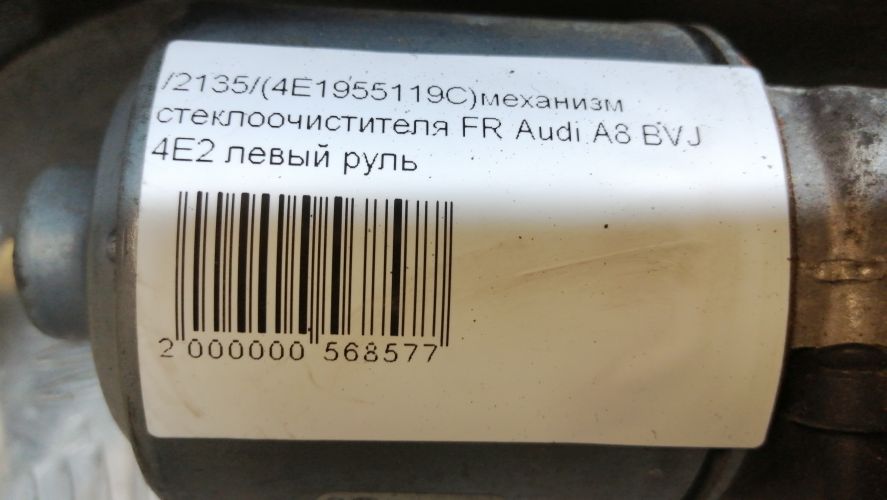 /2135/(4E1955119C)механизм
стеклоочистителя FR Audi A8 BVJ
4E2 левый руль
2 000000 568577